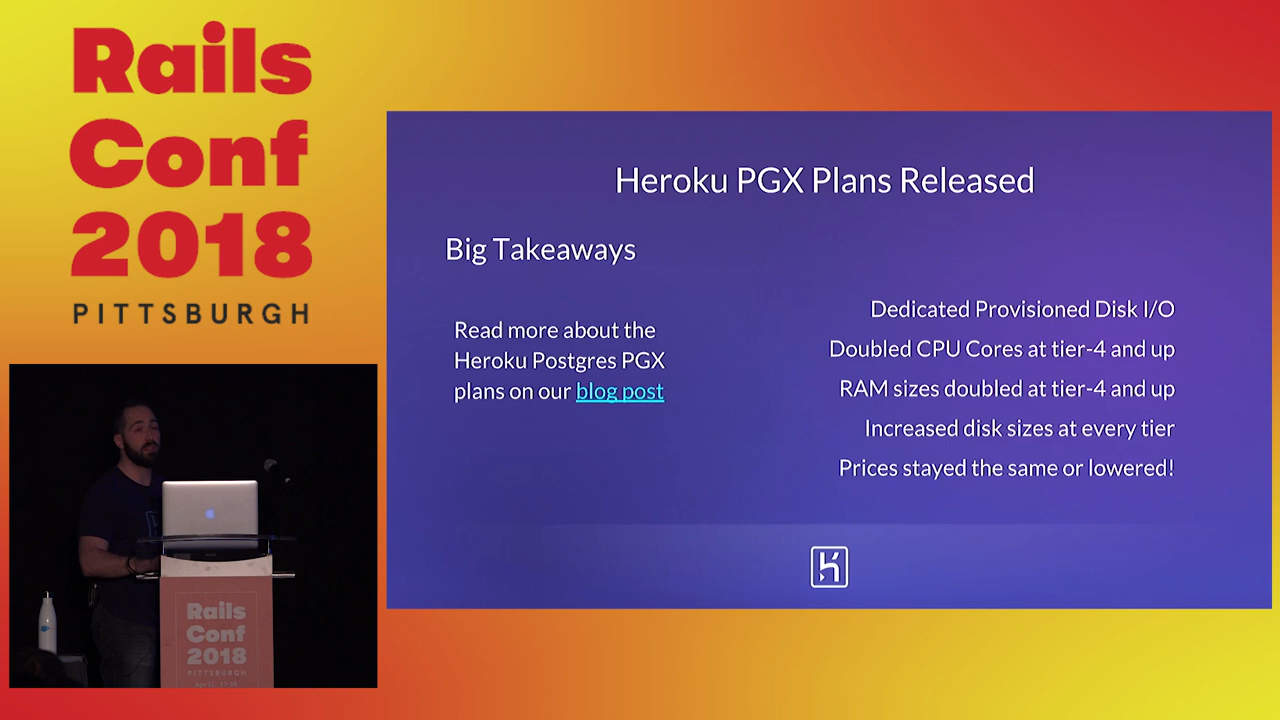 Rails
Conf
2018
PITTSBURGH
Heroku PGX Plans Released
Big Takeaways
Read more about the
Heroku Postgres PGX
plans on our blog post
Dedicated Provisioned Disk I/O
Doubled CPU Cores at tier-4 and up
RAM sizes doubled at tier-4 and up
Increased disk sizes at every tier
Prices stayed the same or lowered!
Rails
Conf
2018
PITTSBURGH